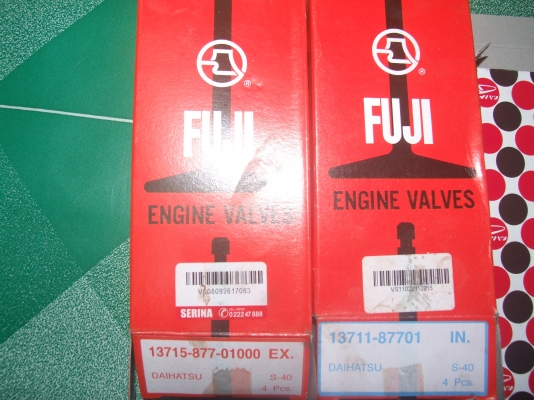 FUJI
ENGINE VALVES
SERINA
13715-877-01000 EX.
DAIHATSU S-40
4 Pcs.
FUJI
ENGINE VALVES
13711-87701 IN.
DAIHATSU S-40
4 Pcs.